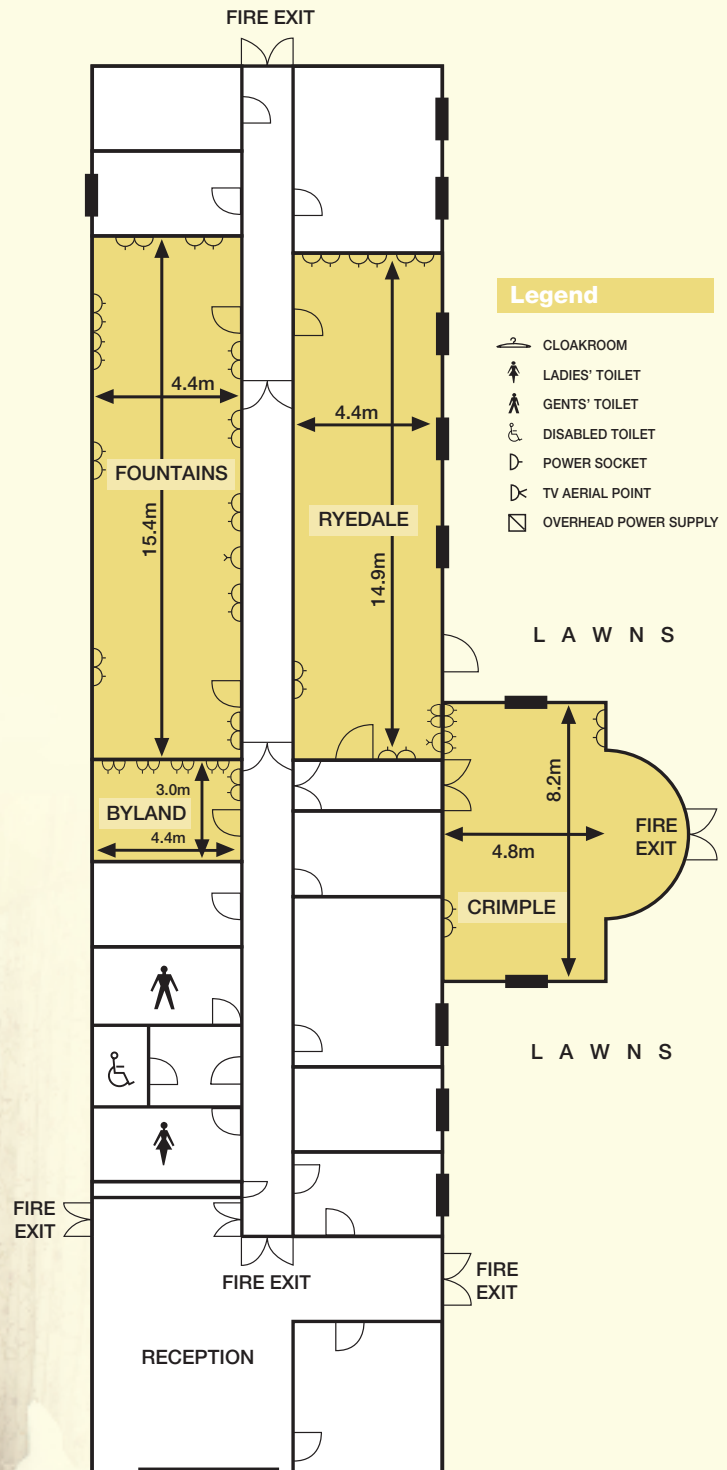 FIRE EXIT
Legend
CLOAKROOM
LADIES' TOILET
GENTS' TOILET
DISABLED TOILET
POWER SOCKET
TV AERIAL POINT
OVERHEAD POWER SUPPLY
4.4m
FOUNTAINS
15.4m
4.4m
RYEDALE
14.9m
LAWNS
3.0m
BYLAND
4.4m
8.2m
4.8m
FIRE
EXIT
CRIMPLE
LAWNS
FIRE
EXIT
FIRE EXIT
FIRE
EXIT
RECEPTION